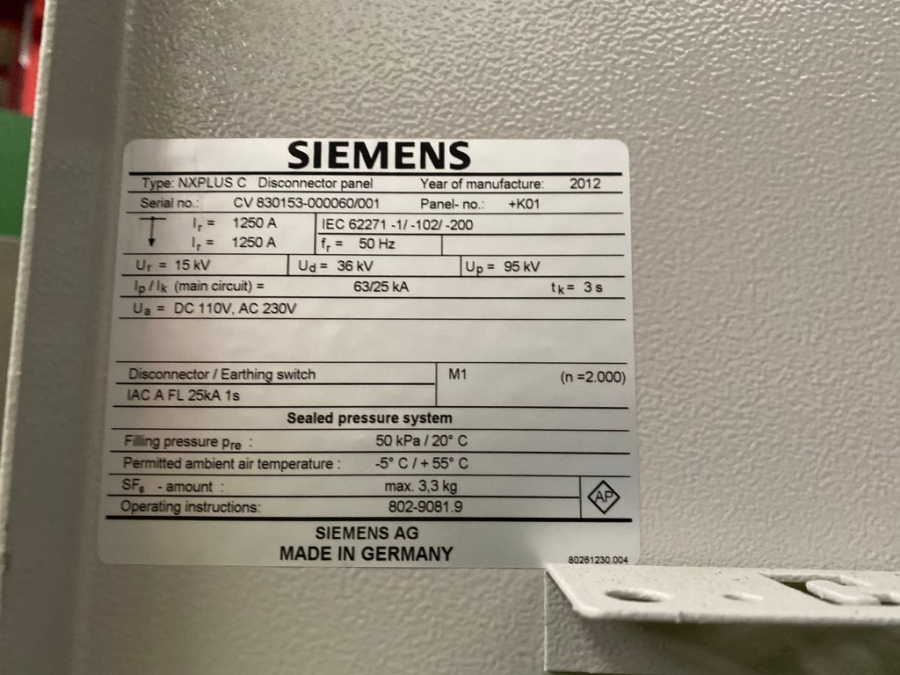 SIEMENS
Type: NXPLUS C Disconnector panel Year of manufacture: 2012
Serial no.: CV 830153-000060/001 Panel- no.: +K01
Ir = 1250 A IEC 62271 -1/ -102/ -200
Ir = 1250 A fr = 50 Hz
Ur = 15 kV Ud = 36 kV Up = 95 kV
Ip / Ik (main circuit) = 63/25 kA tk = 3 s
Ua = DC 110V, AC 230V
Disconnector / Earthing switch M1 (n =2.000)
IAC A FL 25kA 1s
Sealed pressure system
Filling pressure pre : 50 kPa / 20° C
Permitted ambient air temperature : -5° C / + 55° C
SF₆ - amount : max. 3,3 kg
AP
Operating instructions: 802-9081.9
SIEMENS AG
MADE IN GERMANY
80261230.004